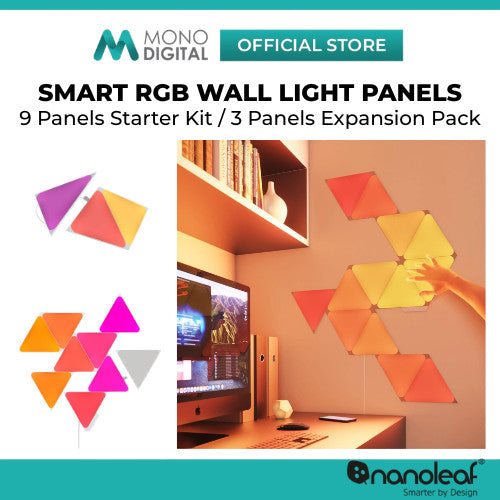 MONO
DIGITAL
OFFICIAL STORE
SMART RGB WALL LIGHT PANELS
9 Panels Starter Kit / 3 Panels Expansion Pack
nanoleaf®
Smarter by Design